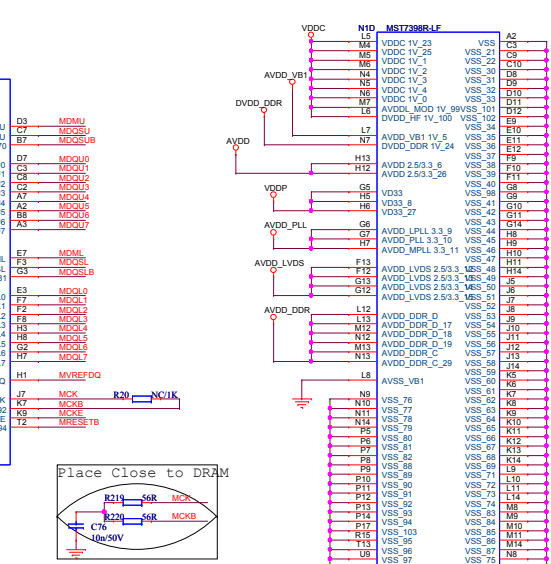 VDDC
N1D MST7398R-LF
L5 VDDC 1V_23 VSS A2
M4 VDDC 1V_25 VSS_21 C3
M5 VDDC 1V_1 VSS_22 C9
M6 VDDC 1V_2 VSS_30 C10
AVDD_VB1 N4 VDDC 1V_3 VSS_31 D8
N5 VDDC 1V_4 VSS_32 D9
N6 VDDC 1V_0 VSS_33 D10
M7 AVDDL_MOD 1V_99 VSS_101 D11
DVDD_DDR L6 DVDD_HF 1V_100 VSS_102 D12
VSS_34 E9
D3 MDMU
C7 MDQSU
L7 AVDD_VB1 1V_5 VSS_35 E10
B7 MDQSUB
AVDD N7 DVDD_DDR 1V_24 VSS_36 E11
VSS_37 E12
D7 MDQU0
H13 AVDD 2.5/3.3_6 VSS_38 F9
C3 MDQU1
H12 AVDD 2.5/3.3_26 VSS_39 F10
C8 MDQU2
VSS_40 F11
C2 MDQU3
VDDP G5 VD33 VSS_98 G8
A7 MDQU4
H5 VD33_8 VSS_41 G9
A2 MDQU5
H6 VD33_27 VSS_42 G10
B8 MDQU6
VSS_43 G11
A3 MDQU7
AVDD_PLL G6 AVDD_LPLL 3.3_9 VSS_44 G14
G7 AVDD_PLL 3.3_10 VSS_45 H8
H7 AVDD_MPLL 3.3_11 VSS_46 H9
E7 MDML
VSS_47 H10
F3 MDQSL
AVDD_LVDS F13 AVDD_LVDS 2.5/3.3_12 VSS_48 H11
G3 MDQSLB
F12 AVDD_LVDS 2.5/3.3 VSS_49 H14
G13 AVDD_LVDS 2.5/3.3 VSS_50 J5
E3 MDQL0
G12 AVDD_LVDS 2.5/3.3 VSS_51 J6
F7 MDQL1
VSS_52 J7
F2 MDQL2
AVDD_DDR L12 AVDD_DDR_D VSS_53 J8
F8 MDQL3
L13 AVDD_DDR_D_17 VSS_54 J9
H3 MDQL4
M12 AVDD_DDR_D_18 VSS_55 J10
H8 MDQL5
N12 AVDD_DDR_D_19 VSS_56 J11
G2 MDQL6
M13 AVDD_DDR_C VSS_57 J12
H7 MDQL7
N13 AVDD_DDR_C_29 VSS_58 J13
VSS_59 J14
H1 MVREFDQ
L8 AVSS_VB1 VSS_60 K5
VSS_61 K6
J7 MCK R20 NC/1K
N9 VSS_76 VSS_62 K7
K7 MCKB
N10 VSS_77 VSS_63 K8
K9 MCKE
N11 VSS_78 VSS_64 K9
T2 MRESETB
N14 VSS_79 VSS_65 K10
P5 VSS_80 VSS_66 K11
P6 VSS_81 VSS_67 K12
P7 VSS_82 VSS_68 K13
P8 VSS_88 VSS_69 K14
P9 VSS_89 VSS_70 L9
Place Close to DRAM
P10 VSS_90 VSS_71 L10
P11 VSS_91 VSS_72 L11
P12 VSS_92 VSS_73 L14
R219 56R MCK
P13 VSS_93 VSS_74 M8
P14 VSS_94 VSS_83 M9
R220 56R MCKB
P17 VSS_103 VSS_84 M10
C76
R15 VSS_95 VSS_85 M11
10n/50V
T13 VSS_96 VSS_86 M14
U9 VSS_97 VSS_87 N8
VSS_75